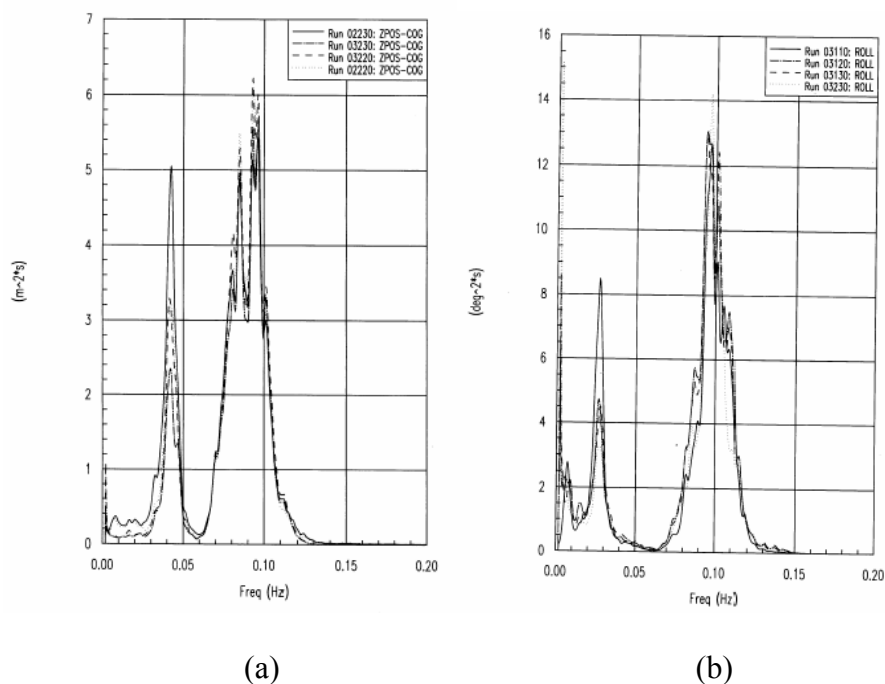 7
6
5
4
3
2
1
0
(m^2*s)
Run 02230: ZPOS-COG
Run 03230: ZPOS-COG
Run 03220: ZPOS-COG
Run 02220: ZPOS-COG
0.00 0.05 0.10 0.15 0.20
Freq (Hz)
(a)
16
14
12
10
8
6
4
2
0
(deg^2*s)
Run 03110: ROLL
Run 03120: ROLL
Run 03130: ROLL
Run 03230: ROLL
0.00 0.05 0.10 0.15 0.20
Freq (Hz)
(b)